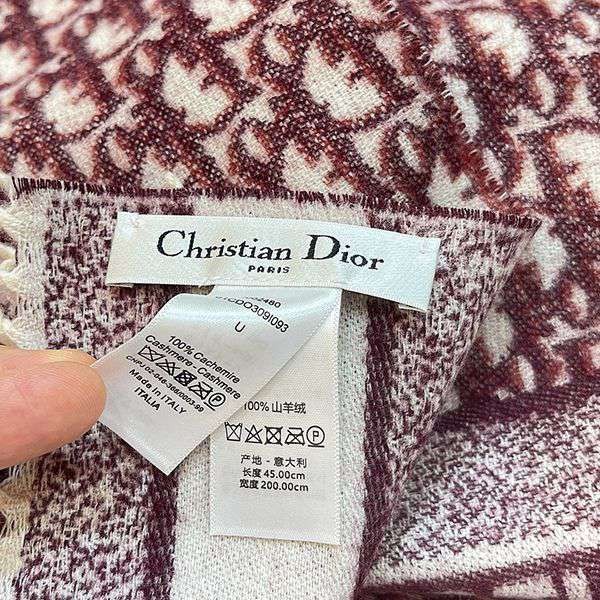 Christian Dior
PARIS
U
100% Cachemire
Cashmere - Cashmere
Made in ITALY
ITALIA
100% 山羊绒
产地 - 意大利
长度 45.00cm
宽度 200.00cm